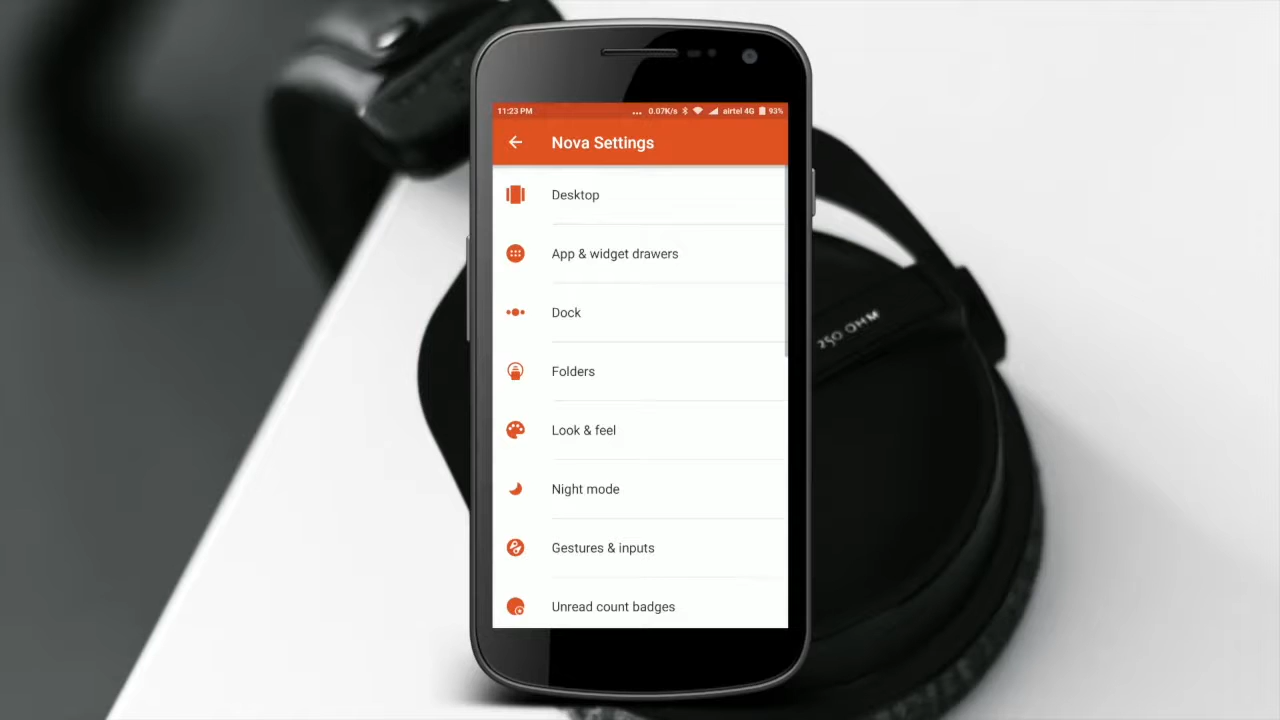 11:23 PM ... 0.07K/s airtel 4G 93%
Nova Settings
Desktop
App & widget drawers
Dock
Folders
Look & feel
Night mode
Gestures & inputs
Unread count badges
250 OHM